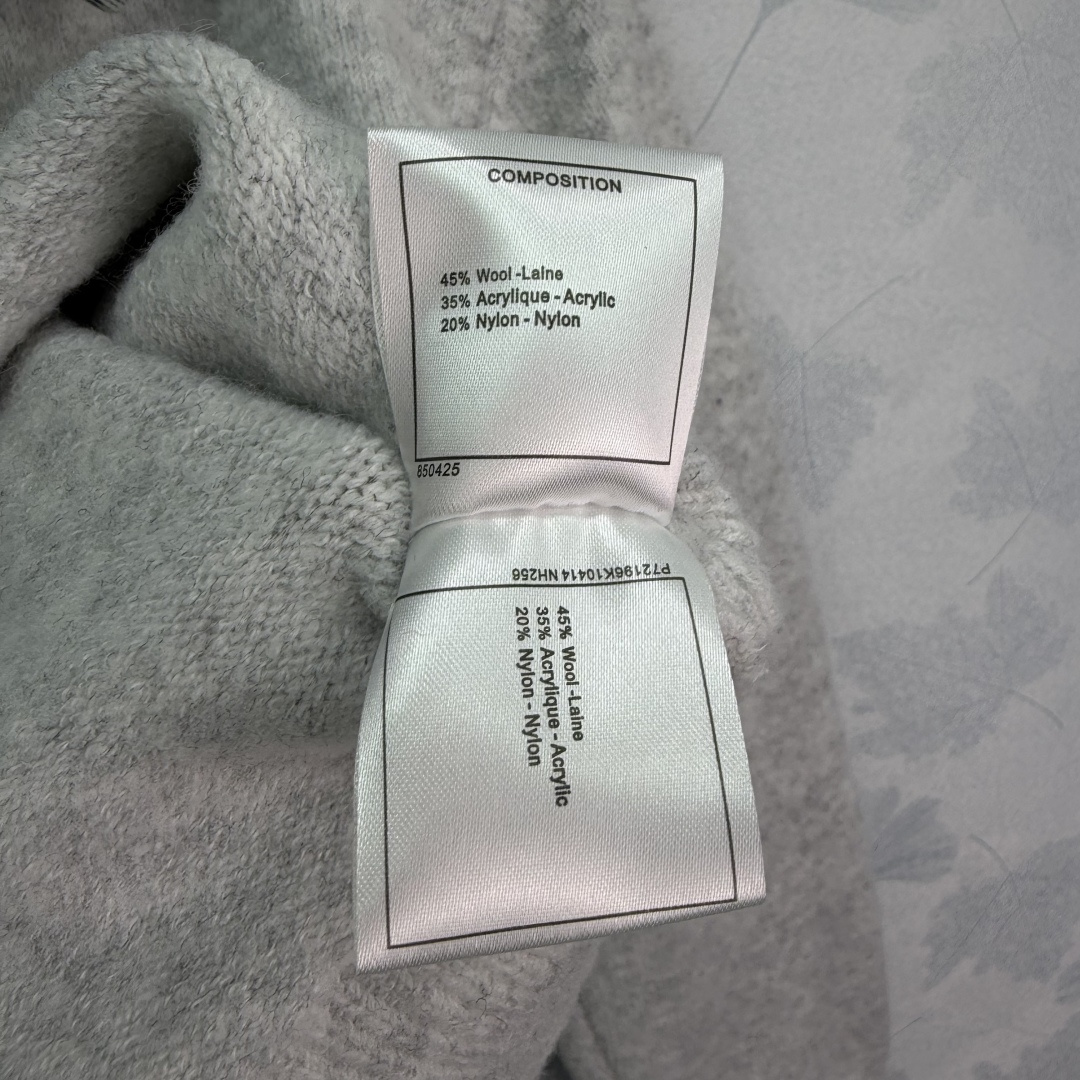 COMPOSITION
45% Wool -Laine
35% Acrylique - Acrylic
20% Nylon - Nylon
850425
P72196K10414 NH256
45% Wool -Laine
35% Acrylique - Acrylic
20% Nylon - Nylon